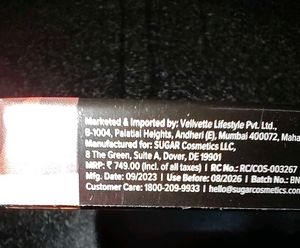 Marketed & Imported by: Vellvette Lifestyle Pvt. Ltd.,
B-1004, Palatial Heights, Andheri (E), Mumbai 400072, Maha
Manufactured for: SUGAR Cosmetics LLC,
8 The Green, Suite A, Dover, DE 19901
MRP: ₹ 749.00 (incl. of all taxes) | RC No.: RC/COS-003267
Mfg. Date: 09/2023 | Use Before: 08/2026 | Batch No.: BN
Customer Care: 1800-209-9933 | hello@sugarcosmetics.com